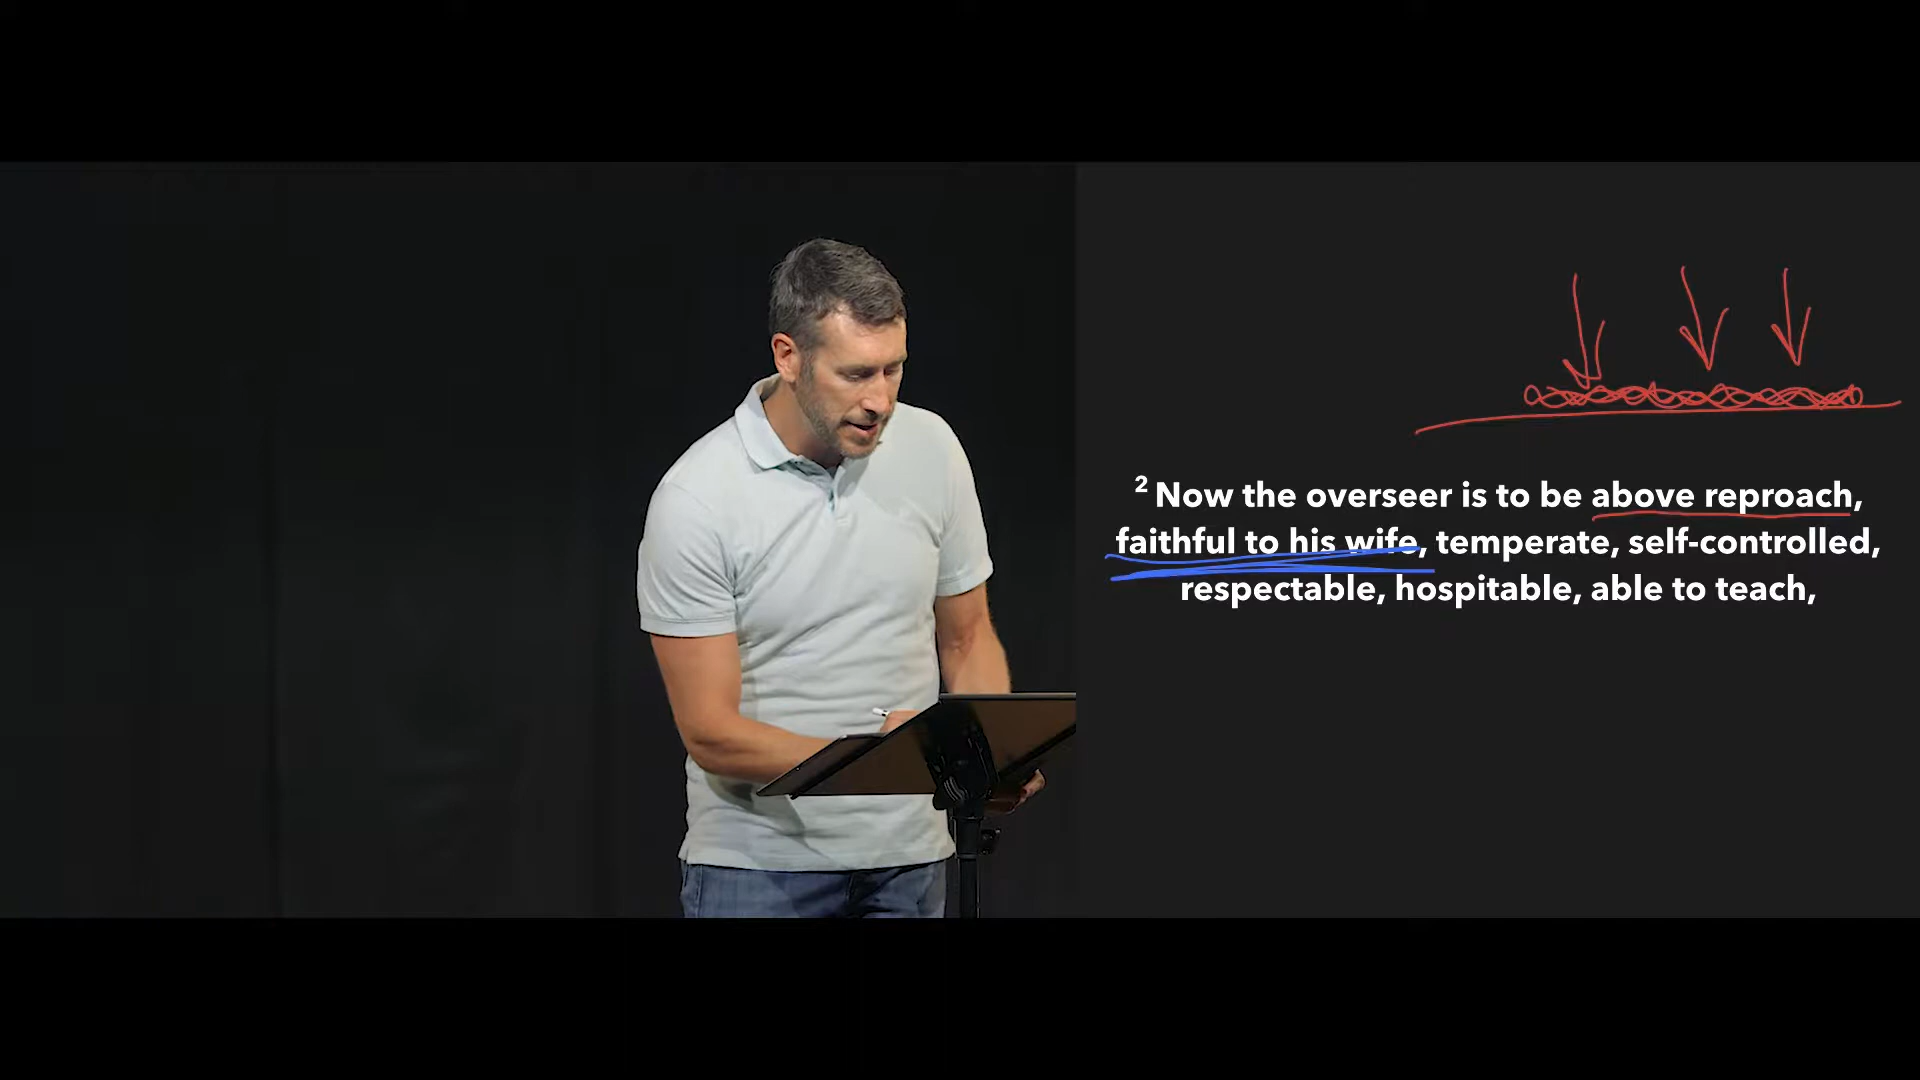 ² Now the overseer is to be above reproach,
faithful to his wife, temperate, self-controlled,
respectable, hospitable, able to teach,